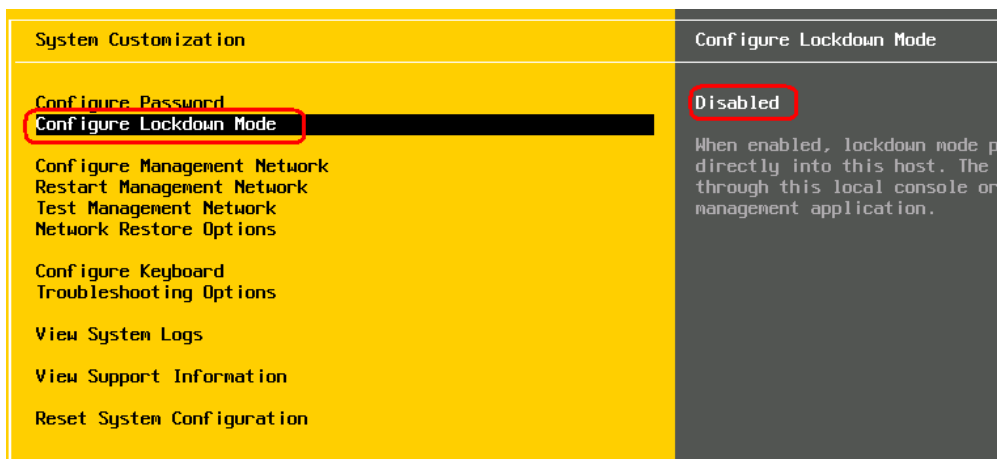 System Customization
Configure Password
Configure Lockdown Mode
Configure Management Network
Restart Management Network
Test Management Network
Network Restore Options
Configure Keyboard
Troubleshooting Options
View System Logs
View Support Information
Reset System Configuration
Configure Lockdown Mode
Disabled
When enabled, lockdown mode p
directly into this host. The
through this local console or
management application.